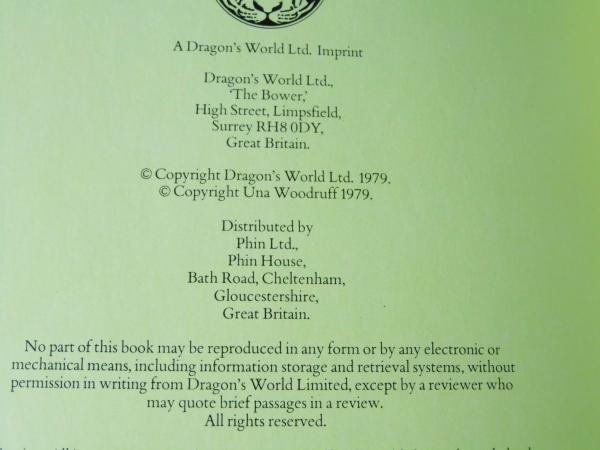 A Dragon's World Ltd. Imprint
Dragon's World Ltd.,
'The Bower,'
High Street, Limpsfield,
Surrey RH8 0DY,
Great Britain.
© Copyright Dragon's World Ltd. 1979.
© Copyright Una Woodruff 1979.
Distributed by
Phin Ltd.,
Phin House,
Bath Road, Cheltenham,
Gloucestershire,
Great Britain.
No part of this book may be reproduced in any form or by any electronic or
mechanical means, including information storage and retrieval systems, without
permission in writing from Dragon's World Limited, except by a reviewer who
may quote brief passages in a review.
All rights reserved.